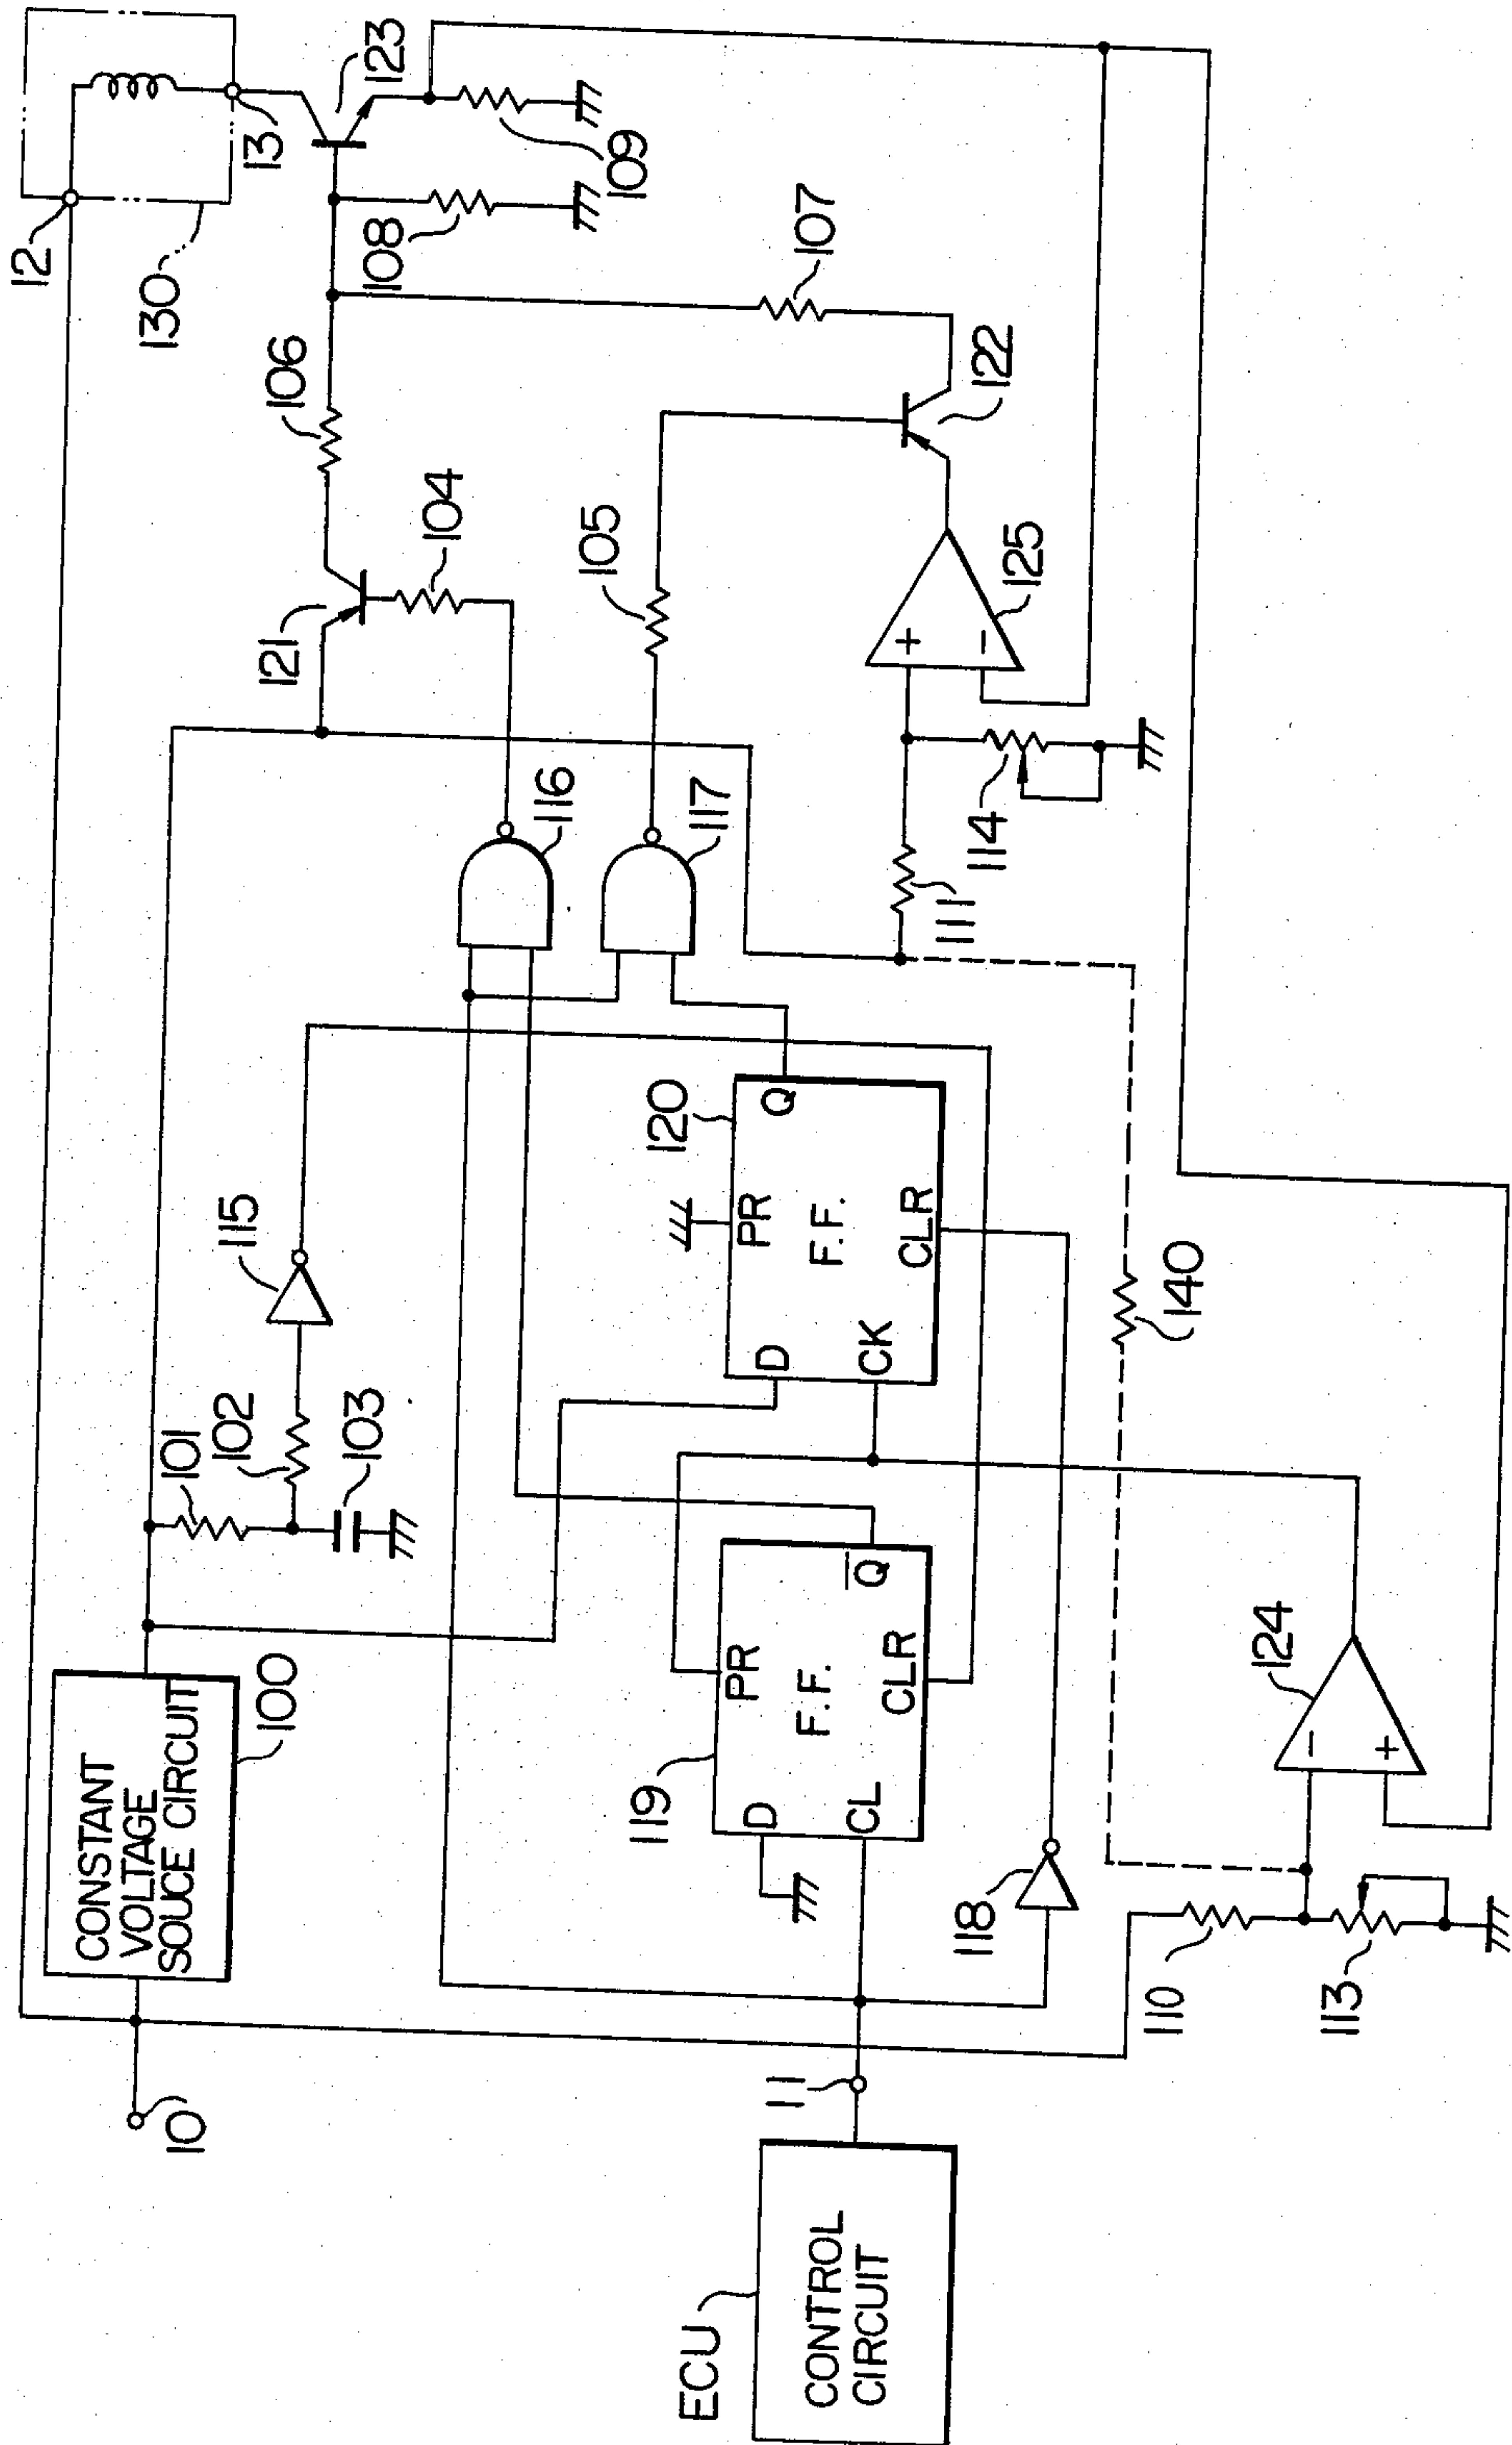 12
130
13
123
109
108
106
107
121
104
105
122
125
+
−
116
117
111
114
115
120
PR
F.F.
Q
D
CK
CLR
101
102
103
140
CONSTANT
VOLTAGE
SOUCE CIRCUIT
100
119
PR
F.F.
Q
D
CL
CLR
124
−
+
118
110
113
10
11
ECU
CONTROL
CIRCUIT